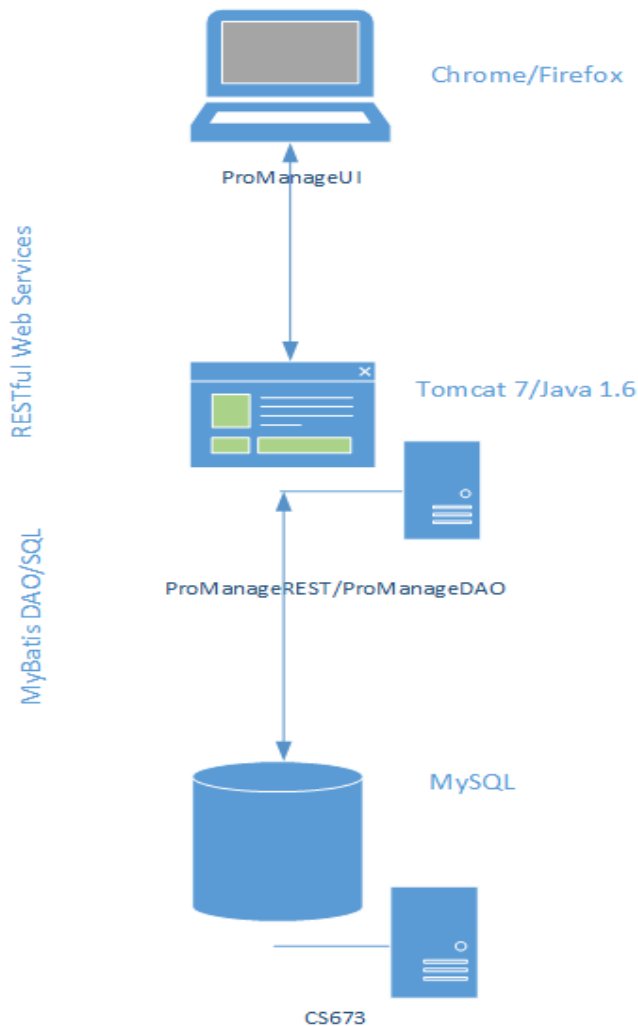 Chrome/Firefox
ProManageUI
RESTful Web Services
Tomcat 7/Java 1.6
MyBatis DAO/SQL
ProManageREST/ProManageDAO
MySQL
CS673